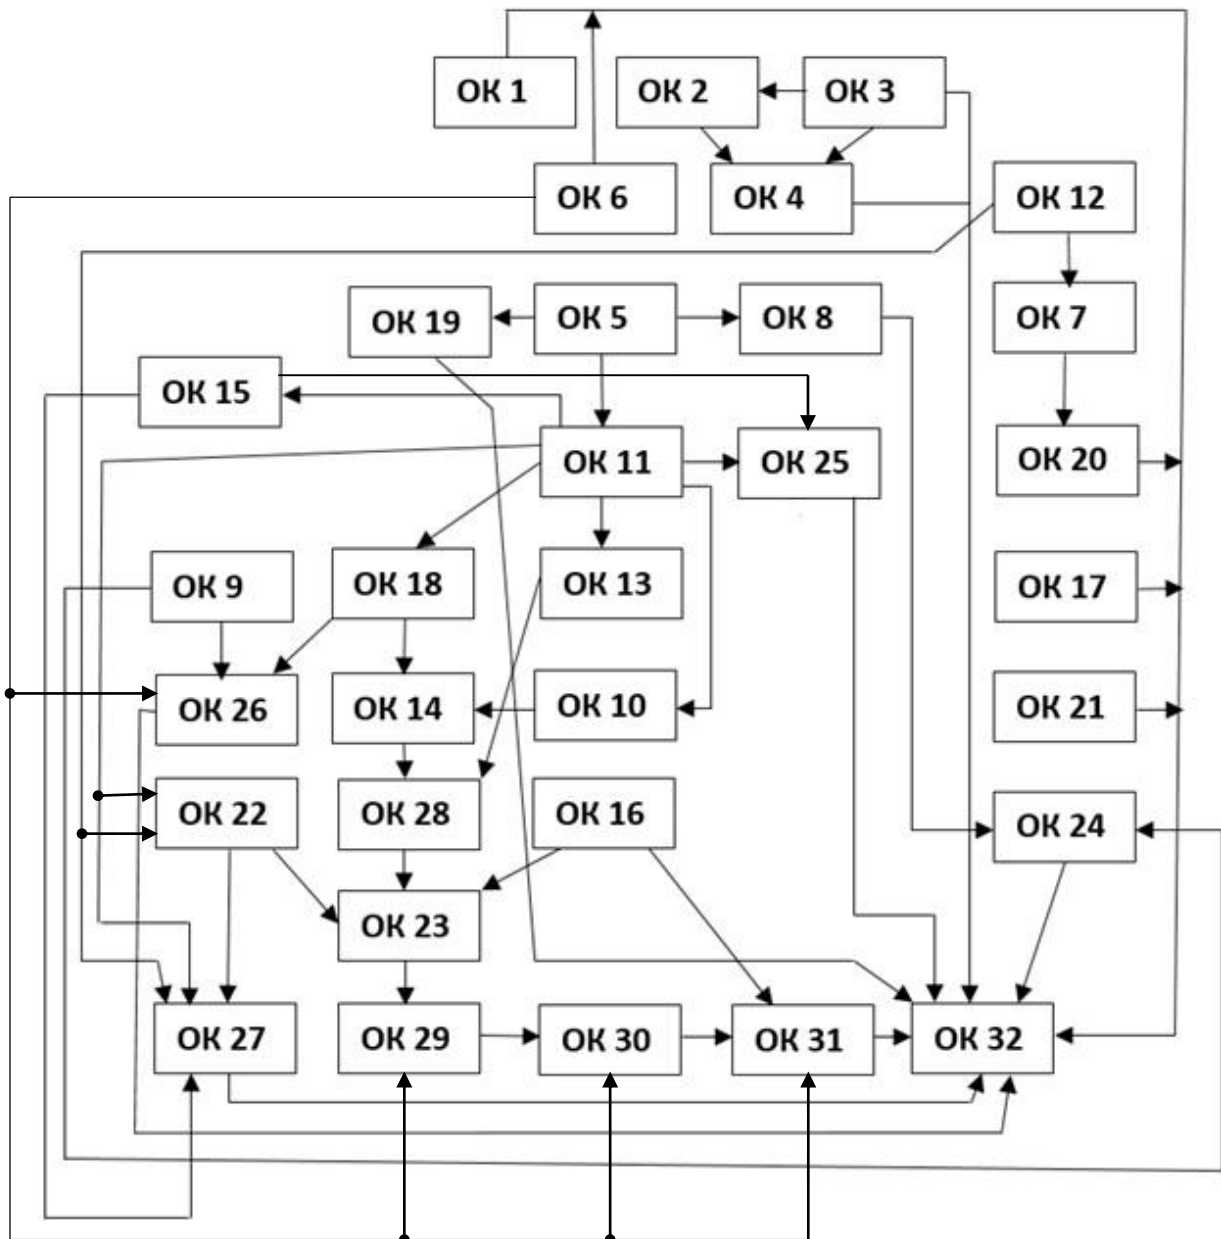 ОК 1
ОК 2
ОК 3
ОК 6
ОК 4
ОК 12
ОК 19
ОК 5
ОК 8
ОК 7
ОК 15
ОК 11
ОК 25
ОК 20
ОК 9
ОК 18
ОК 13
ОК 17
ОК 26
ОК 14
ОК 10
ОК 21
ОК 22
ОК 28
ОК 16
ОК 24
ОК 23
ОК 27
ОК 29
ОК 30
ОК 31
ОК 32